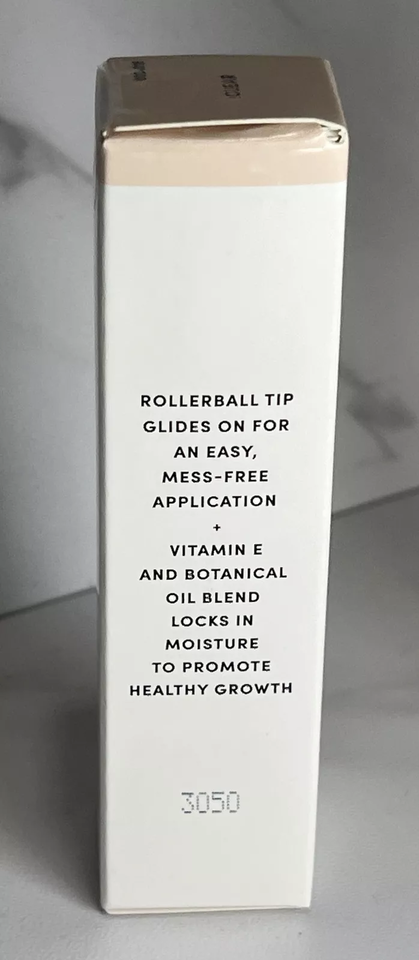 CLEAR
ROLLERBALL TIP
GLIDES ON FOR
AN EASY,
MESS-FREE
APPLICATION
+
VITAMIN E
AND BOTANICAL
OIL BLEND
LOCKS IN
MOISTURE
TO PROMOTE
HEALTHY GROWTH
3050